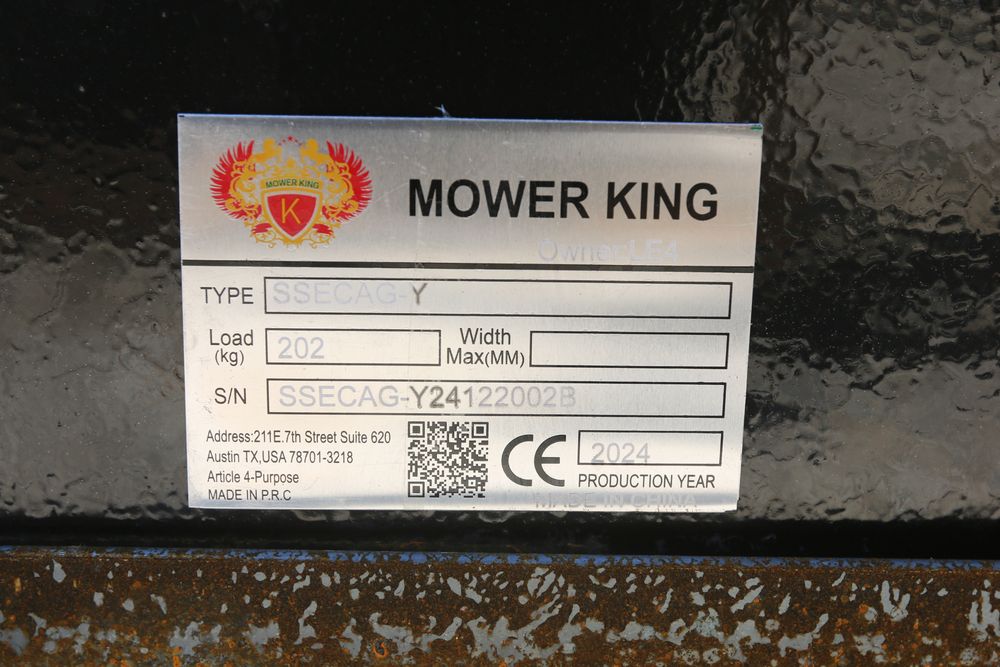 MOWER KING
K
MOWER KING
Owner:LE4
TYPE SSECAG-Y
Load (kg) 202 Width Max(MM)
S/N SSECAG-Y24122002B
Address:211E.7th Street Suite 620
Austin TX,USA 78701-3218
Article 4-Purpose
MADE IN P.R.C
CE
2024
PRODUCTION YEAR
MADE IN CHINA